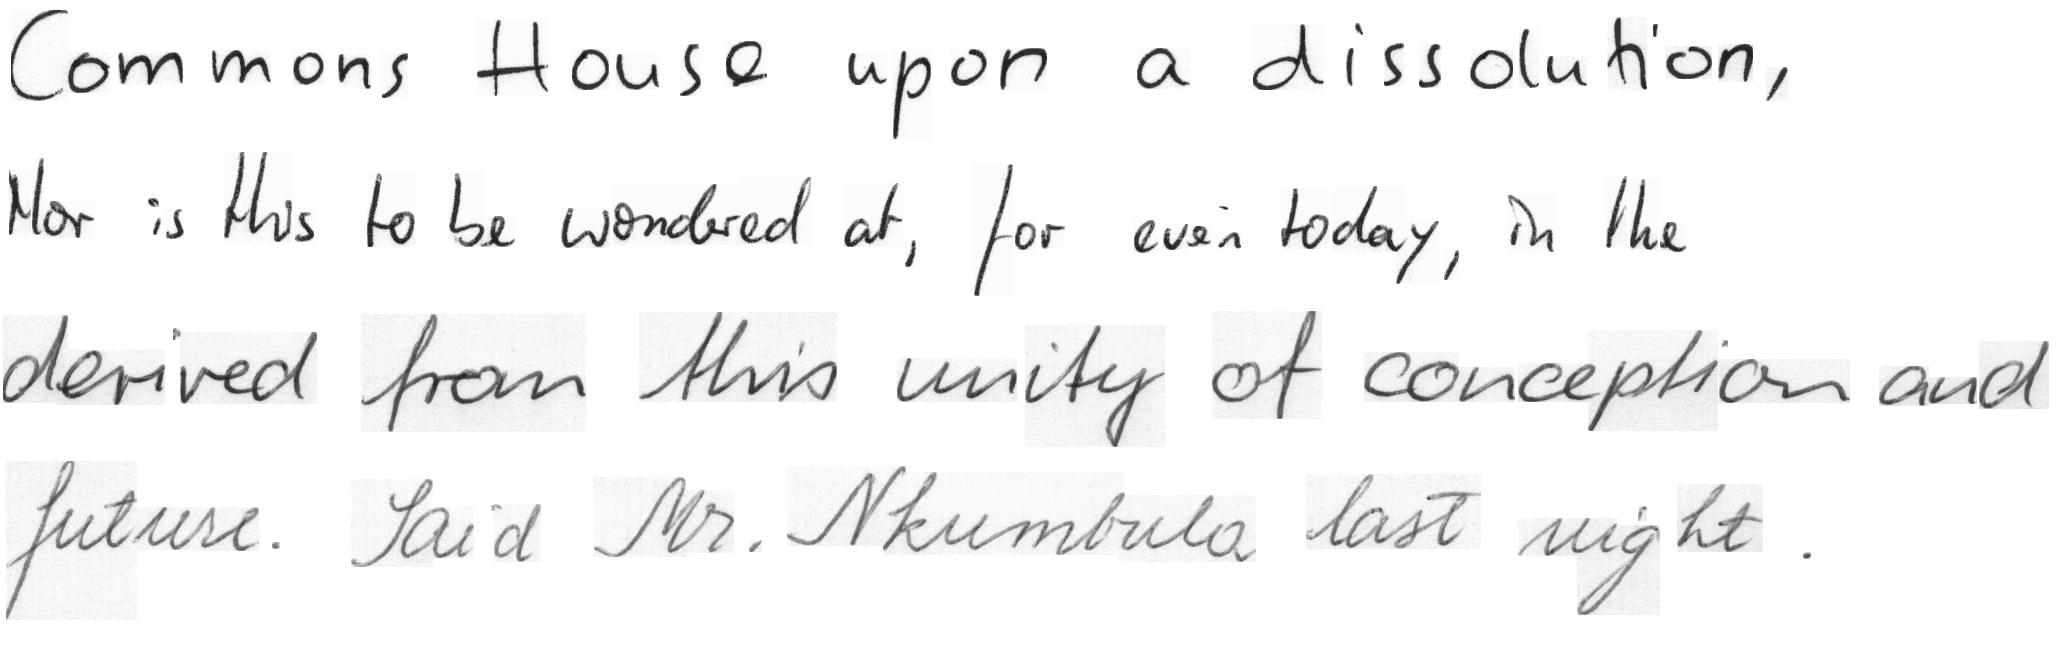 Commons House upon a dissolution,
Nor is this to be wondered at, for even today, in the
derived from this unity of conception and
future. Said Mr. Nkumbula last night.